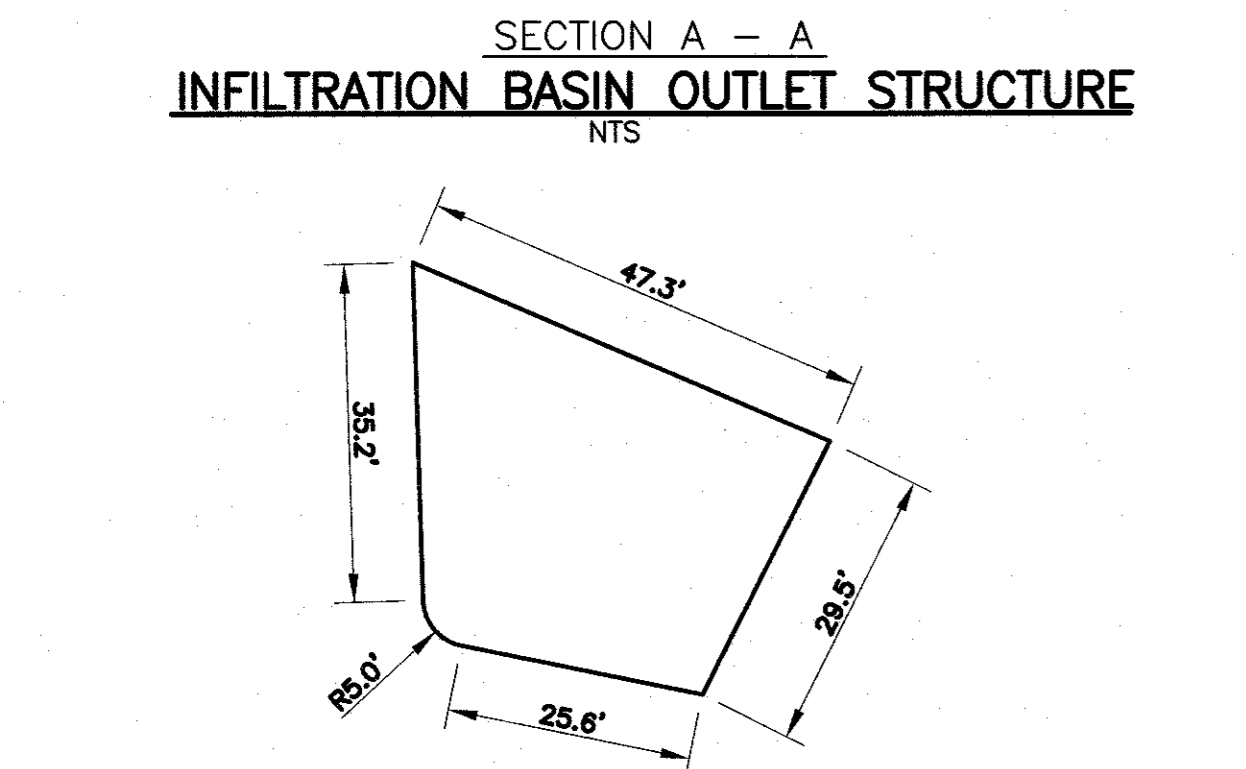 SECTION A – A
INFILTRATION BASIN OUTLET STRUCTURE
NTS
47.3'
35.2'
29.5'
R5.0'
25.6'